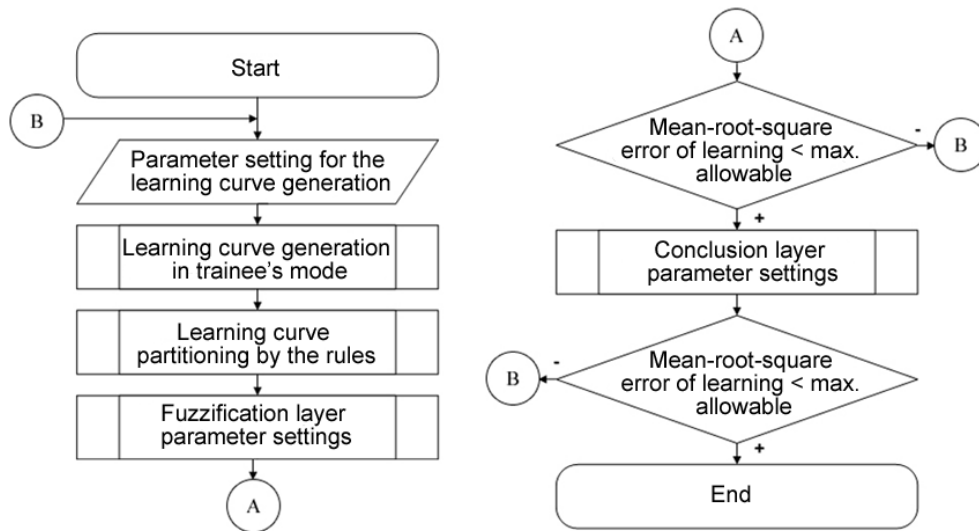 Start
B
Parameter setting for the
learning curve generation
Learning curve generation
in trainee's mode
Learning curve
partitioning by the rules
Fuzzification layer
parameter settings
A
A
Mean-root-square
error of learning < max.
allowable
-
B
+
Conclusion layer
parameter settings
Mean-root-square
error of learning < max.
allowable
-
B
+
End